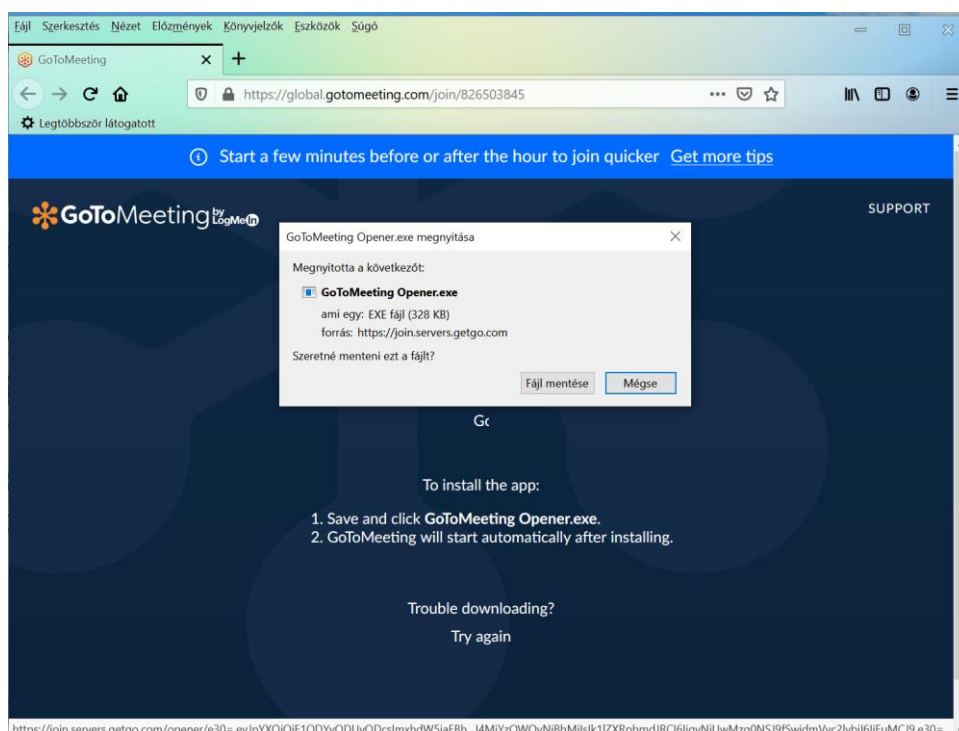 Fájl Szerkesztés Nézet Előzmények Könyvjelzők Eszközök Súgó
GoToMeeting
https://global.gotomeeting.com/join/826503845
Legtöbbször látogatott
Start a few minutes before or after the hour to join quicker Get more tips
GoToMeeting by LogMeIn
SUPPORT
GoToMeeting Opener.exe megnyitása
Megnyitotta a következőt:
GoToMeeting Opener.exe
ami egy: EXE fájl (328 KB)
forrás: https://join.servers.getgo.com
Szeretné menteni ezt a fájlt?
Fájl mentése Mégse
To install the app:
1. Save and click GoToMeeting Opener.exe.
2. GoToMeeting will start automatically after installing.
Trouble downloading?
Try again